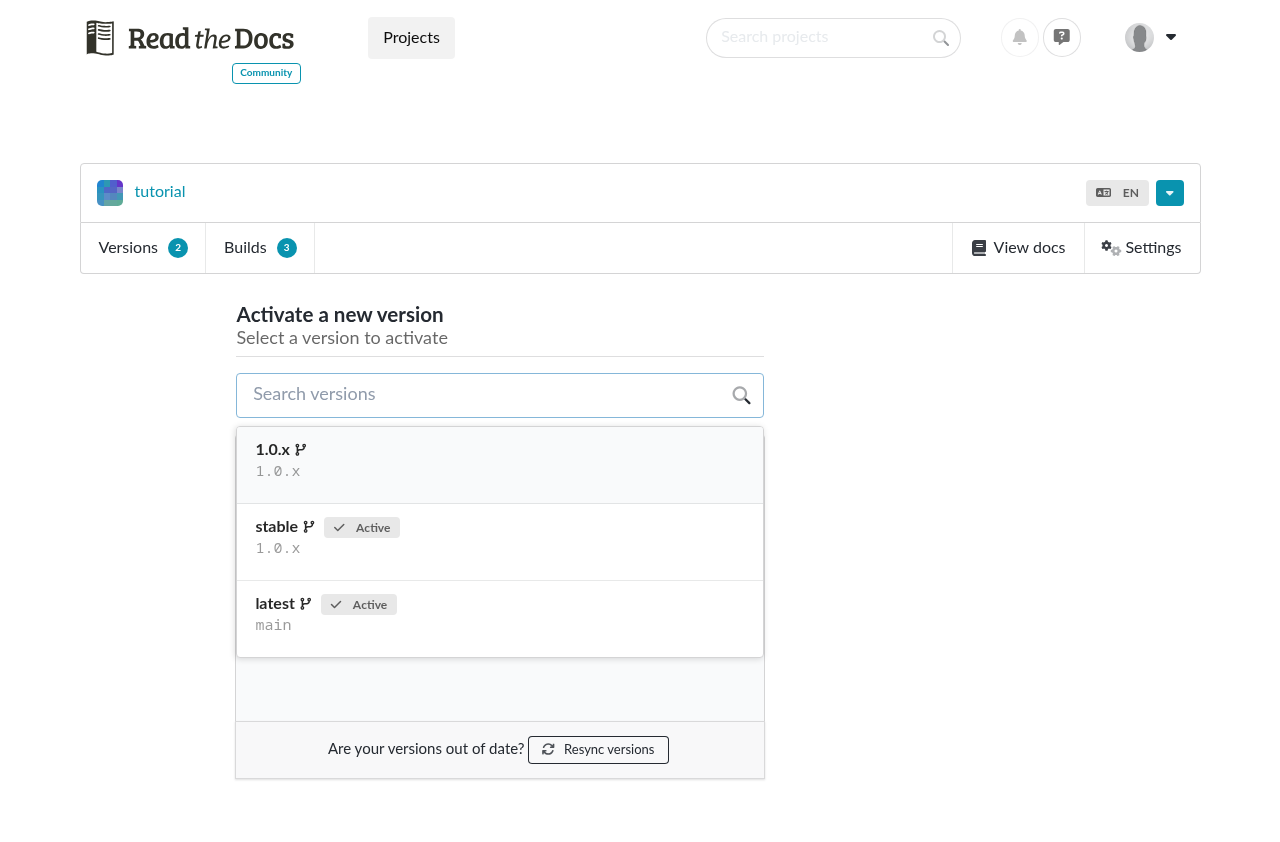 Read the Docs
Projects
Search projects
Community
tutorial
EN
Versions 2
Builds 3
View docs
Settings
Activate a new version
Select a version to activate
Search versions
1.0.x
1.0.x
stable Active
1.0.x
latest Active
main
Are your versions out of date? Resync versions